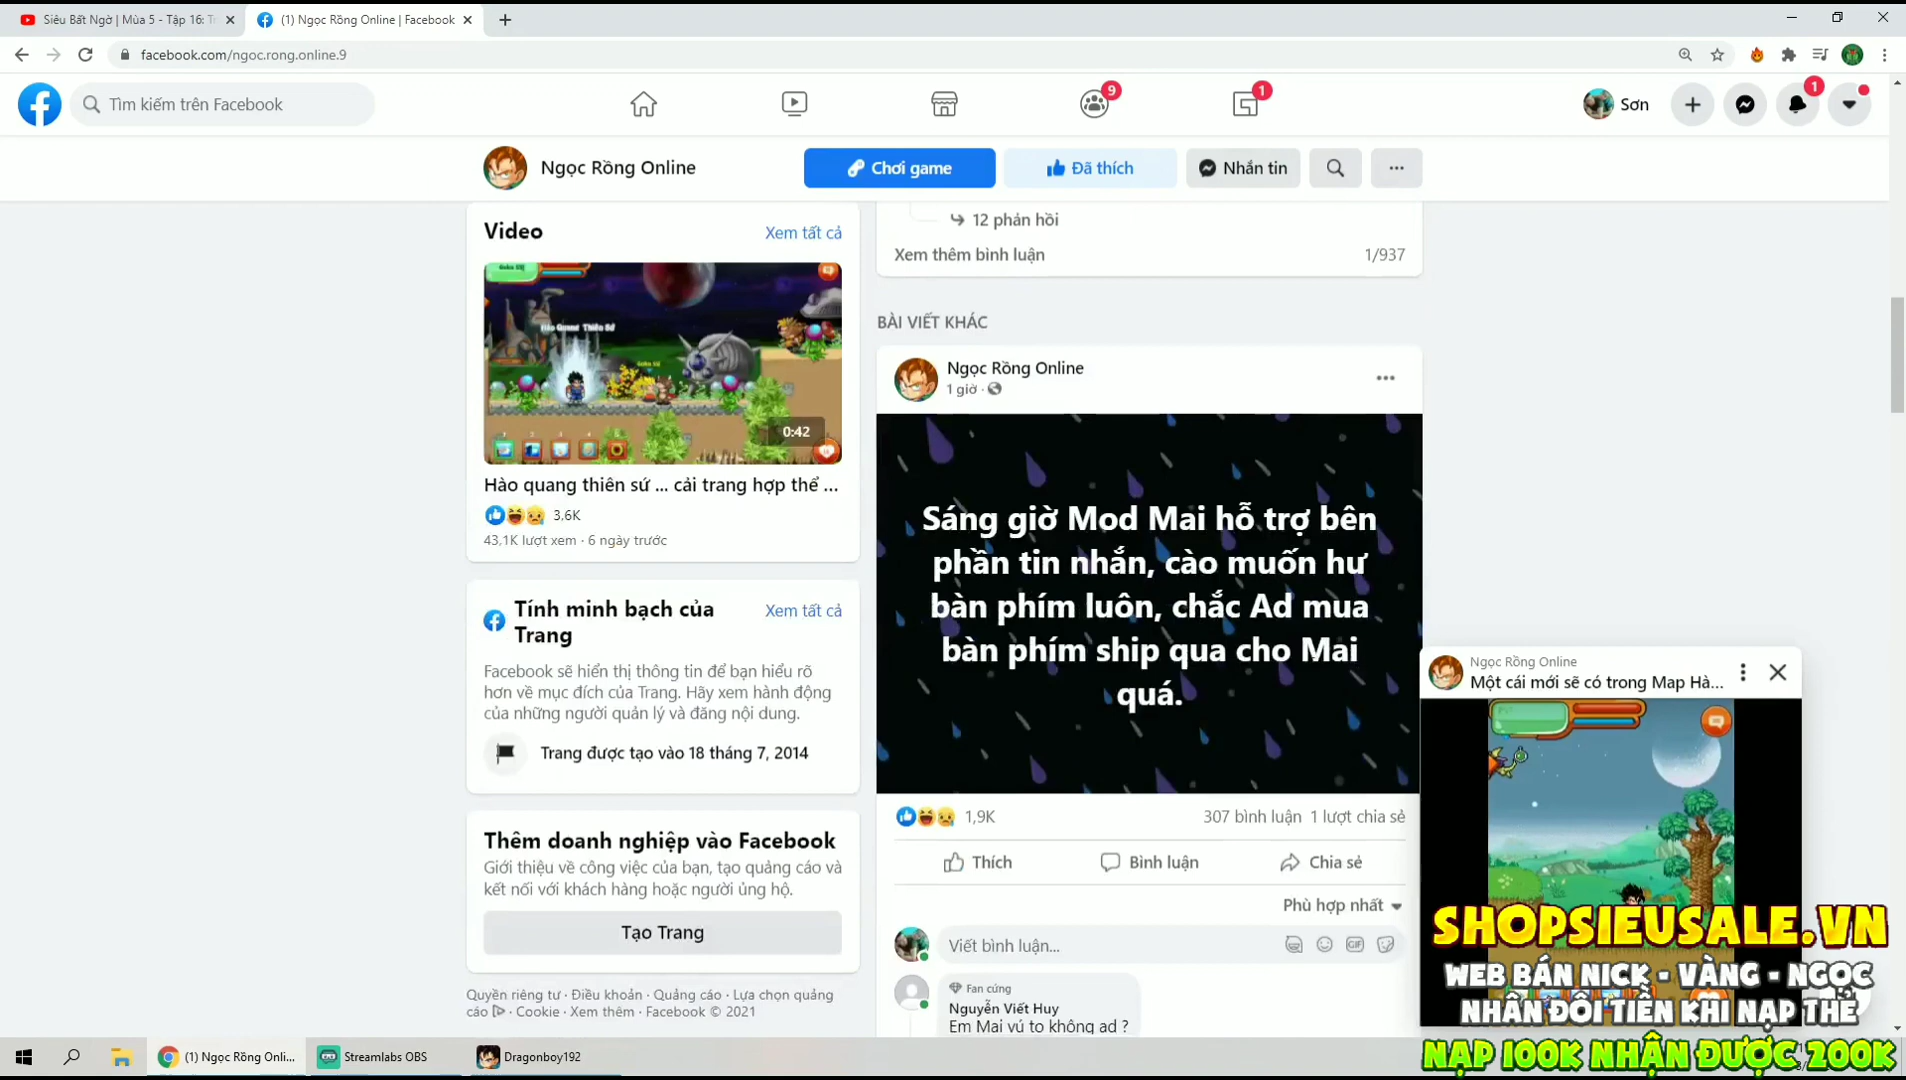 Siêu Bất Ngờ | Mùa 5 - Tập 16: T
(1) Ngọc Rồng Online | Facebook
facebook.com/ngoc.rong.online.9
Tìm kiếm trên Facebook
9
1
Sơn
1
Ngọc Rồng Online
Chơi game
Đã thích
Nhắn tin
Video
Xem tất cả
0:42
Hào quang thiên sứ ... cải trang hợp thể ...
3,6K
43,1K lượt xem · 6 ngày trước
Tính minh bạch của
Trang
Xem tất cả
Facebook sẽ hiển thị thông tin để bạn hiểu rõ
hơn về mục đích của Trang. Hãy xem hành động
của những người quản lý và đăng nội dung.
Trang được tạo vào 18 tháng 7, 2014
Thêm doanh nghiệp vào Facebook
Giới thiệu về công việc của bạn, tạo quảng cáo và
kết nối với khách hàng hoặc người ủng hộ.
Tạo Trang
Quyền riêng tư · Điều khoản · Quảng cáo · Lựa chọn quảng
cáo · Cookie · Xem thêm · Facebook © 2021
12 phản hồi
Xem thêm bình luận
1/937
BÀI VIẾT KHÁC
Ngọc Rồng Online
1 giờ ·
Sáng giờ Mod Mai hỗ trợ bên
phần tin nhắn, cào muốn hư
bàn phím luôn, chắc Ad mua
bàn phím ship qua cho Mai
quá.
1,9K
307 bình luận 1 lượt chia sẻ
Thích
Bình luận
Chia sẻ
Phù hợp nhất
Viết bình luận...
GIF
Fan cứng
Nguyễn Viết Huy
Em Mai vú to không ad ?
Ngọc Rồng Online
Một cái mới sẽ có trong Map Hà...
SHOPSIEUSALE.VN
WEB BÁN NICK - VÀNG - NGỌC
NHÂN ĐÔI TIỀN KHI NẠP THẺ
NẠP 100K NHẬN ĐƯỢC 200K
(1) Ngọc Rồng Onli...
Streamlabs OBS
Dragonboy192